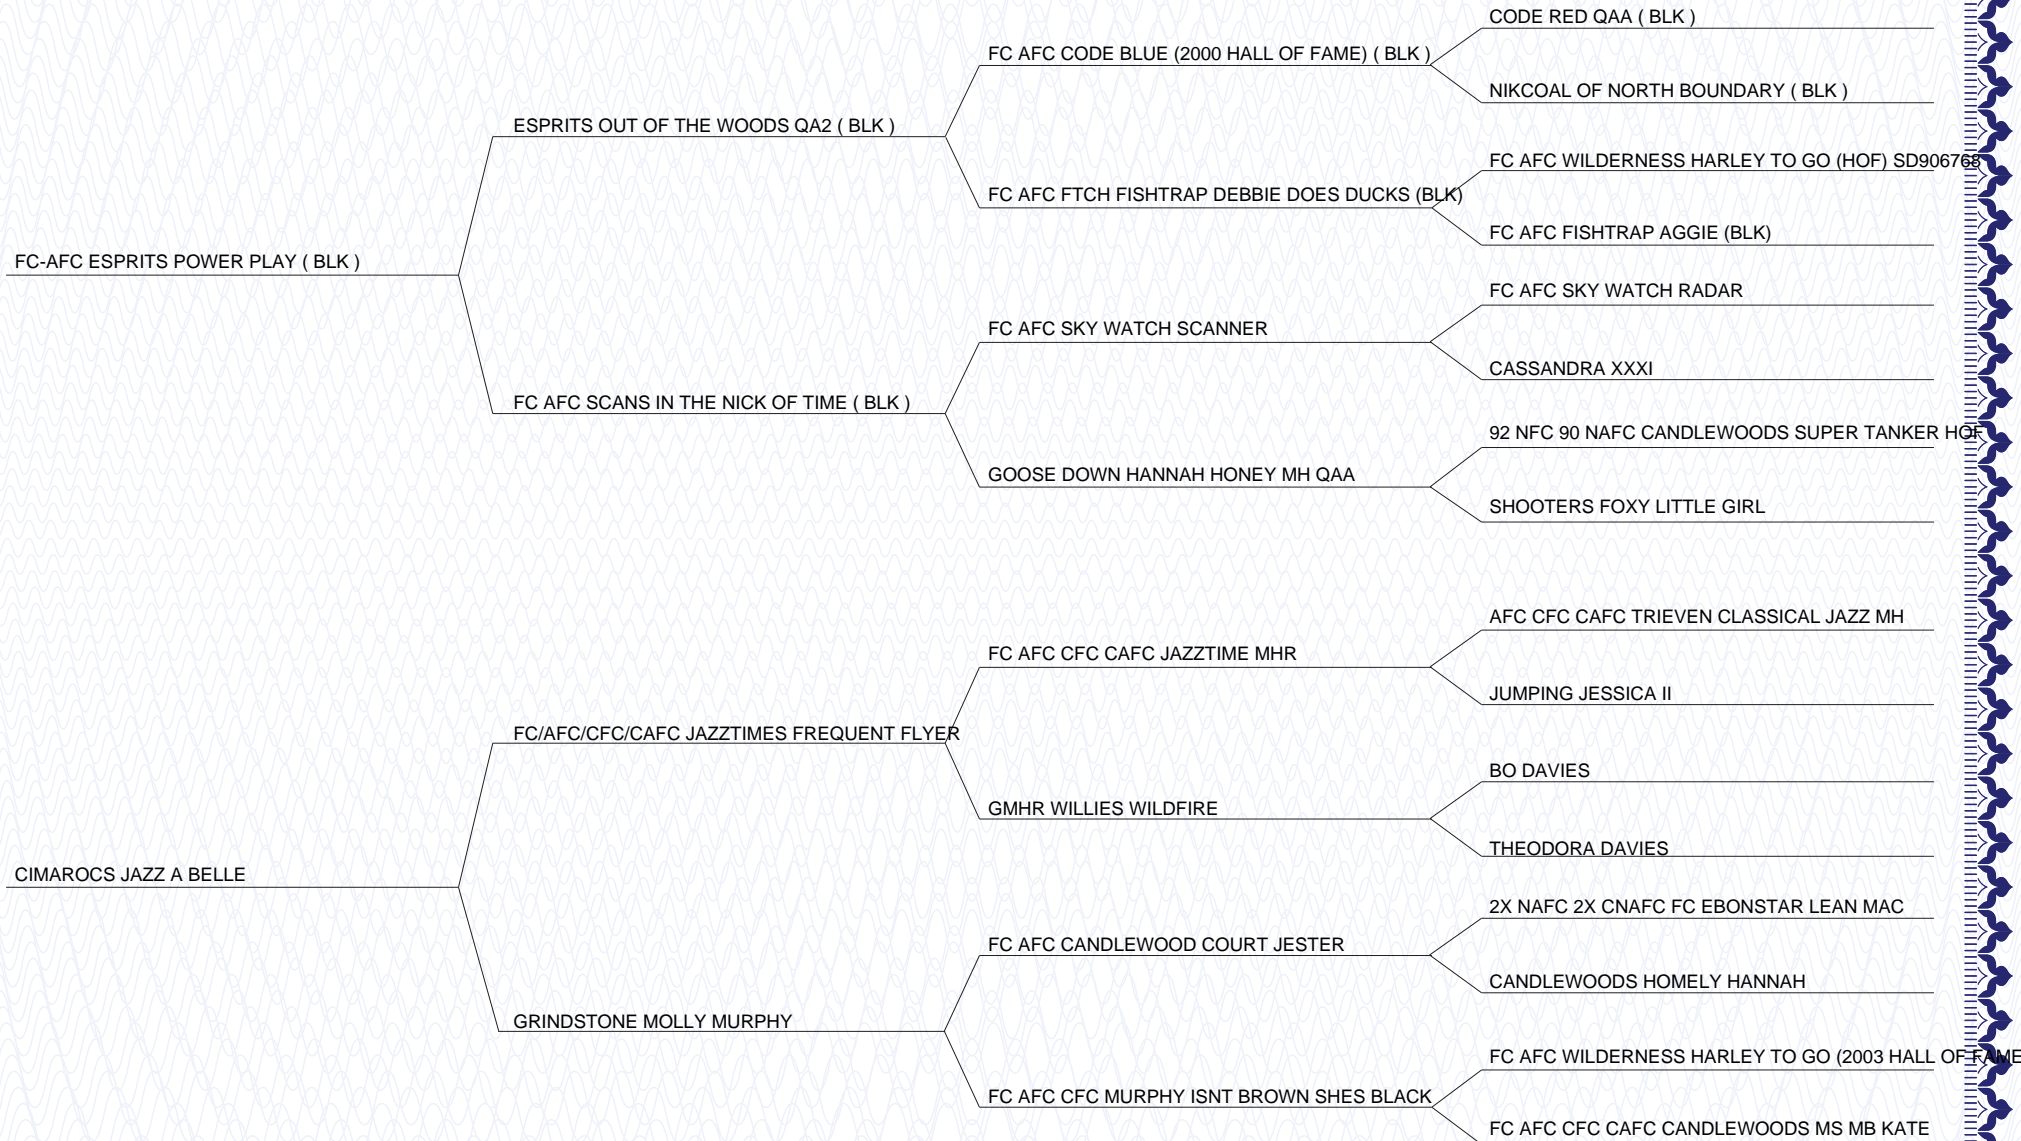 CODE RED QAA ( BLK )
FC AFC CODE BLUE (2000 HALL OF FAME) ( BLK )
NIKCOAL OF NORTH BOUNDARY ( BLK )
ESPRITS OUT OF THE WOODS QA2 ( BLK )
FC AFC WILDERNESS HARLEY TO GO (HOF) SD906768
FC AFC FTCH FISHTRAP DEBBIE DOES DUCKS (BLK)
FC AFC FISHTRAP AGGIE (BLK)
FC-AFC ESPRITS POWER PLAY ( BLK )
FC AFC SKY WATCH RADAR
FC AFC SKY WATCH SCANNER
CASSANDRA XXXI
FC AFC SCANS IN THE NICK OF TIME ( BLK )
92 NFC 90 NAFC CANDLEWOODS SUPER TANKER HOF
GOOSE DOWN HANNAH HONEY MH QAA
SHOOTERS FOXY LITTLE GIRL
AFC CFC CAFC TRIEVEN CLASSICAL JAZZ MH
FC AFC CFC CAFC JAZZTIME MHR
JUMPING JESSICA II
FC/AFC/CFC/CAFC JAZZTIMES FREQUENT FLYER
BO DAVIES
GMHR WILLIES WILDFIRE
THEODORA DAVIES
CIMAROCS JAZZ A BELLE
2X NAFC 2X CNAFC FC EBONSTAR LEAN MAC
FC AFC CANDLEWOOD COURT JESTER
CANDLEWOODS HOMELY HANNAH
GRINDSTONE MOLLY MURPHY
FC AFC WILDERNESS HARLEY TO GO (2003 HALL OF FAME
FC AFC CFC MURPHY ISNT BROWN SHES BLACK
FC AFC CFC CAFC CANDLEWOODS MS MB KATE